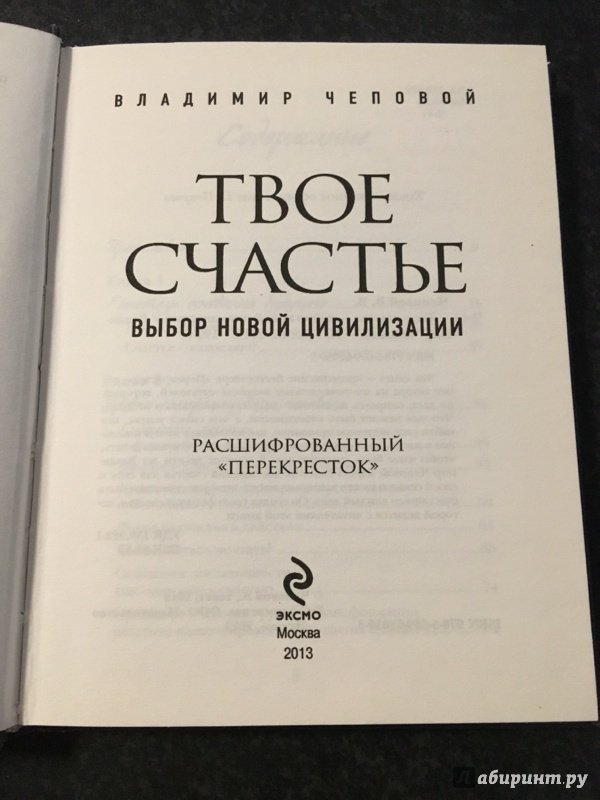 ВЛАДИМИР ЧЕПОВОЙ
ТВОЕ
СЧАСТЬЕ
ВЫБОР НОВОЙ ЦИВИЛИЗАЦИИ
РАСШИФРОВАННЫЙ
«ПЕРЕКРЕСТОК»
ЭКСМО
Москва
2013
Лабиринт.ру